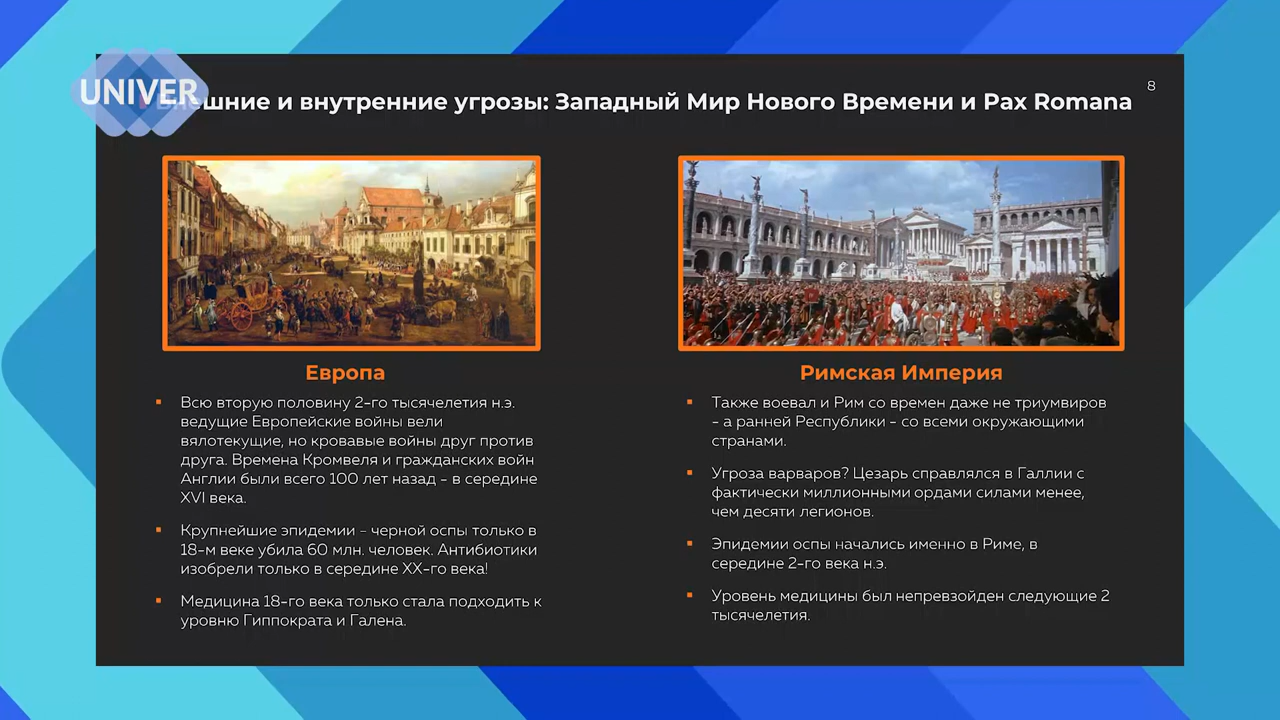 UNIVER
8
шние и внутренние угрозы: Западный Мир Нового Времени и Pax Romana
Европа
Всю вторую половину 2-го тысячелетия н.э.
ведущие Европейские войны вели
вялотекущие, но кровавые войны друг против
друга. Времена Кромвеля и гражданских войн
Англии были всего 100 лет назад - в середине
XVI века.
Крупнейшие эпидемии - черной оспы только в
18-м веке убила 60 млн. человек. Антибиотики
изобрели только в середине XX-го века!
Медицина 18-го века только стала подходить к
уровню Гиппократа и Галена.
Римская Империя
Также воевал и Рим со времен даже не триумвиров
- а ранней Республики - со всеми окружающими
странами.
Угроза варваров? Цезарь справлялся в Галлии с
фактически миллионными ордами силами менее,
чем десяти легионов.
Эпидемии оспы начались именно в Риме, в
середине 2-го века н.э.
Уровень медицины был непревзойден следующие 2
тысячелетия.